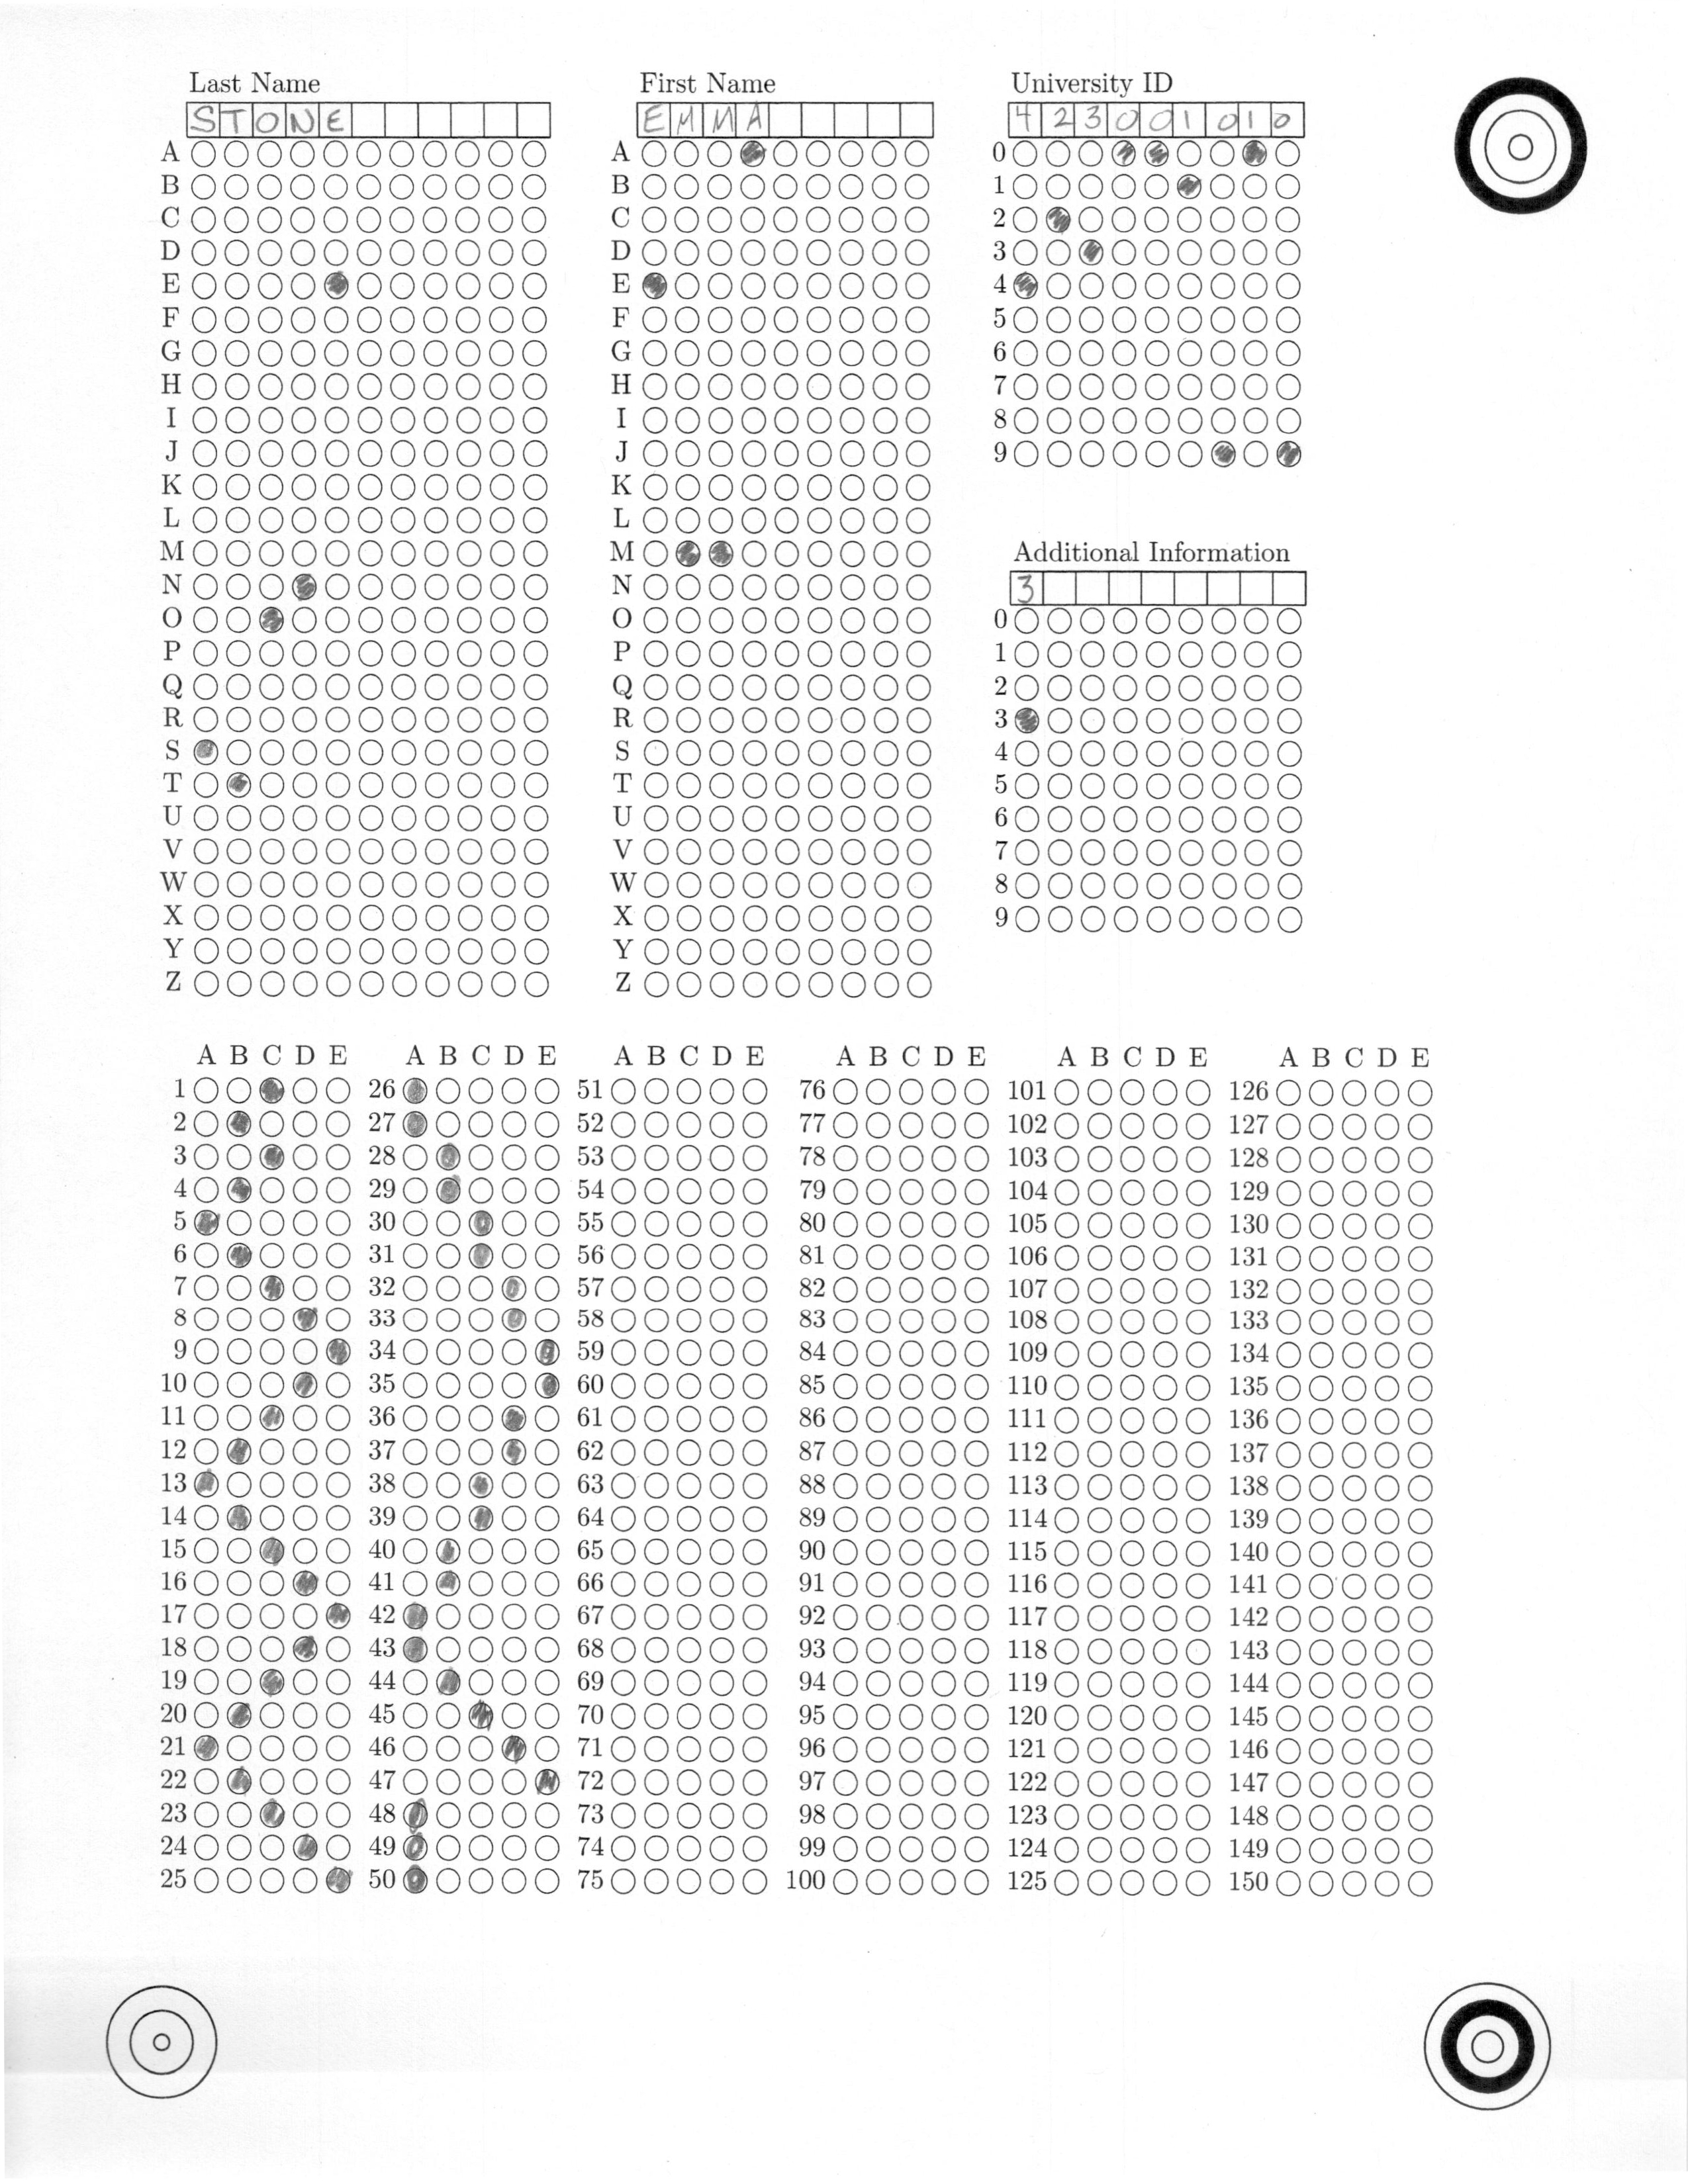 Last Name First Name University ID
STONE EMMA 423001010
A A 0
B B 1
C C 2
D D 3
E E 4
F F 5
G G 6
H H 7
I I 8
J J 9
K K
L L
M M Additional Information
N N 3
O O 0
P P 1
Q Q 2
R R 3
S S 4
T T 5
U U 6
V V 7
W W 8
X X 9
Y Y
Z Z
A B C D E A B C D E A B C D E A B C D E A B C D E A B C D E
1 26 51 76 101 126
2 27 52 77 102 127
3 28 53 78 103 128
4 29 54 79 104 129
5 30 55 80 105 130
6 31 56 81 106 131
7 32 57 82 107 132
8 33 58 83 108 133
9 34 59 84 109 134
10 35 60 85 110 135
11 36 61 86 111 136
12 37 62 87 112 137
13 38 63 88 113 138
14 39 64 89 114 139
15 40 65 90 115 140
16 41 66 91 116 141
17 42 67 92 117 142
18 43 68 93 118 143
19 44 69 94 119 144
20 45 70 95 120 145
21 46 71 96 121 146
22 47 72 97 122 147
23 48 73 98 123 148
24 49 74 99 124 149
25 50 75 100 125 150